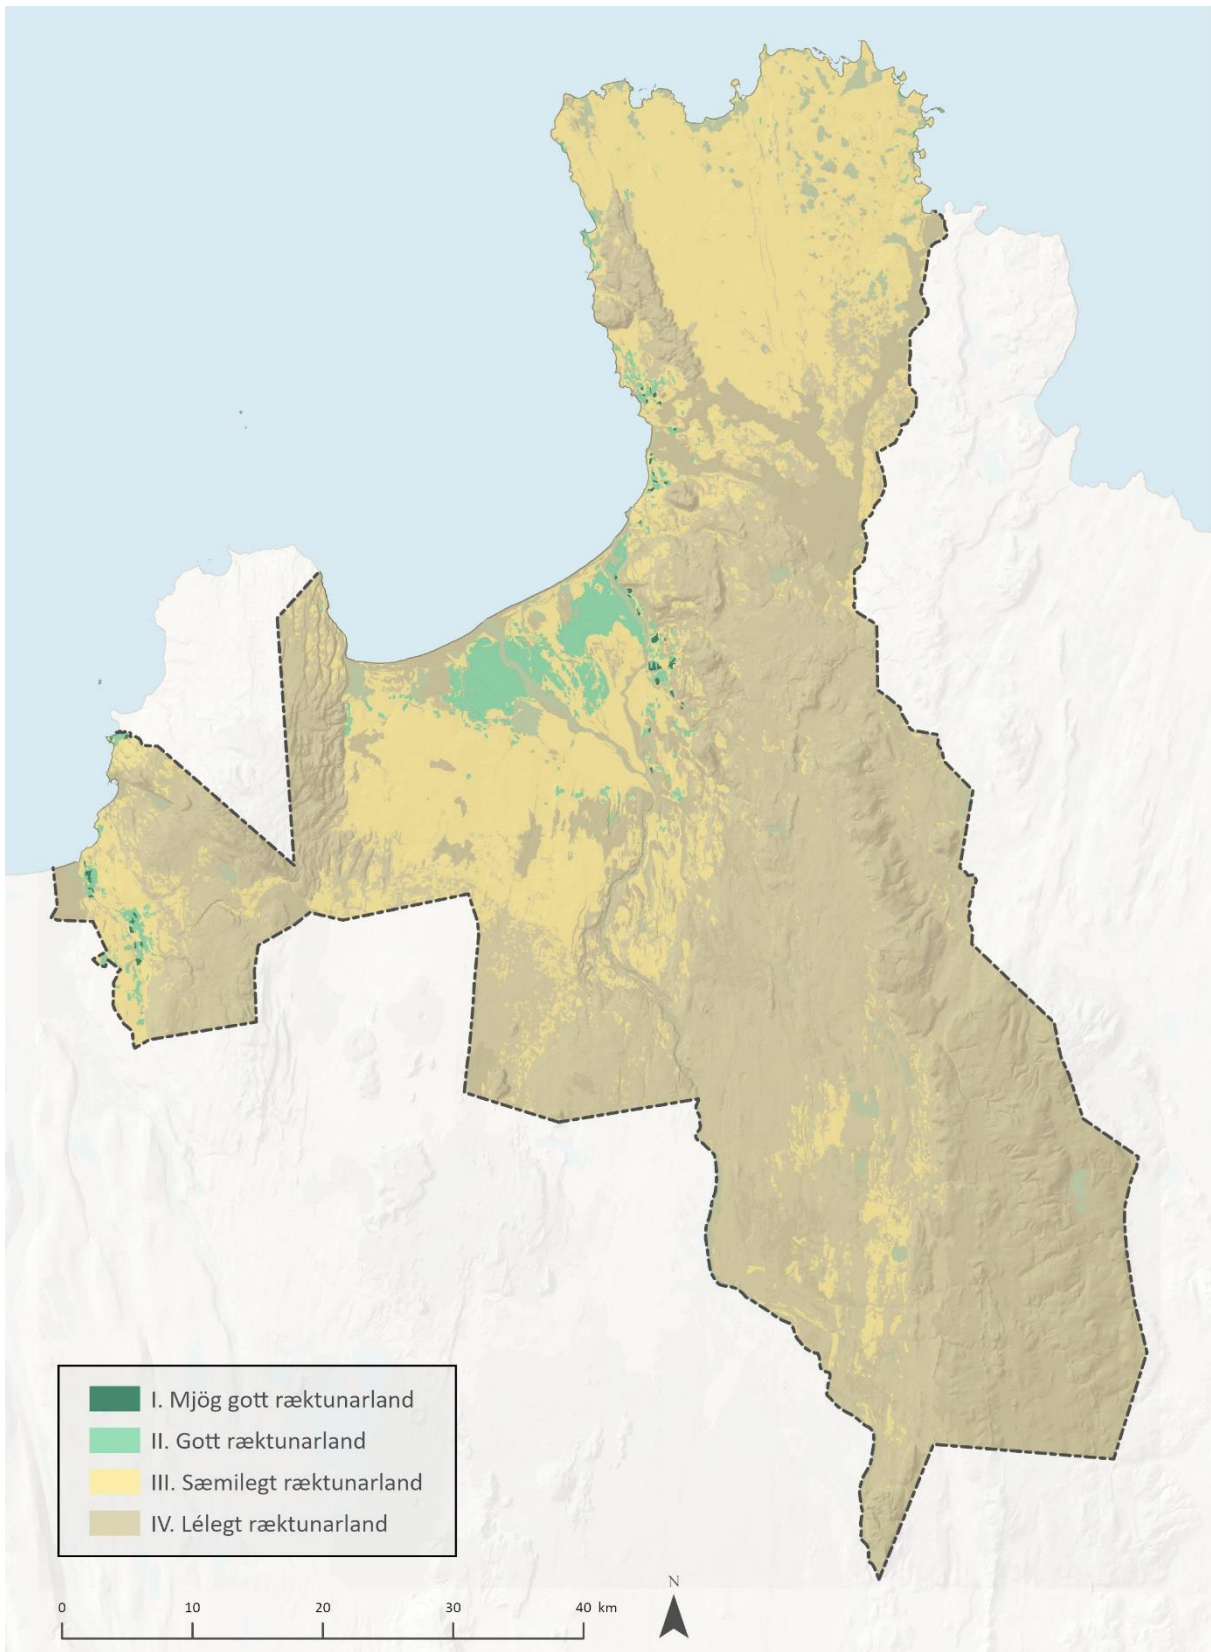 I. Mjög gott ræktunarland
II. Gott ræktunarland
III. Sæmilegt ræktunarland
IV. Lélegt ræktunarland
N
0 10 20 30 40 km